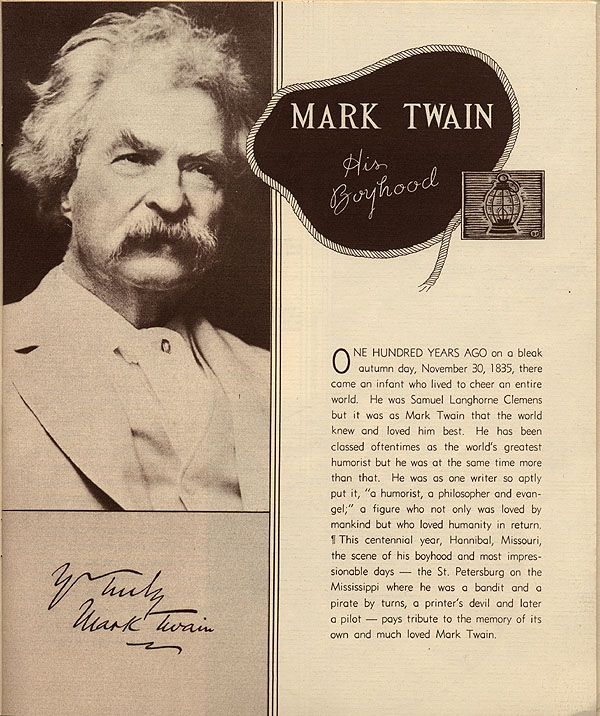 MARK TWAIN
His
Boyhood
ONE HUNDRED YEARS AGO on a bleak
autumn day, November 30, 1835, there
came an infant who lived to cheer an entire
world. He was Samuel Langhorne Clemens
but it was as Mark Twain that the world
knew and loved him best. He has been
classed oftentimes as the world's greatest
humorist but he was at the same time more
than that. He was as one writer so aptly
put it, "a humorist, a philosopher and evan-
gel;" a figure who not only was loved by
mankind but who loved humanity in return.
¶ This centennial year, Hannibal, Missouri,
the scene of his boyhood and most impres-
sionable days — the St. Petersburg on the
Mississippi where he was a bandit and a
pirate by turns, a printer's devil and later
a pilot — pays tribute to the memory of its
own and much loved Mark Twain.
Yrs Truly
Mark Twain